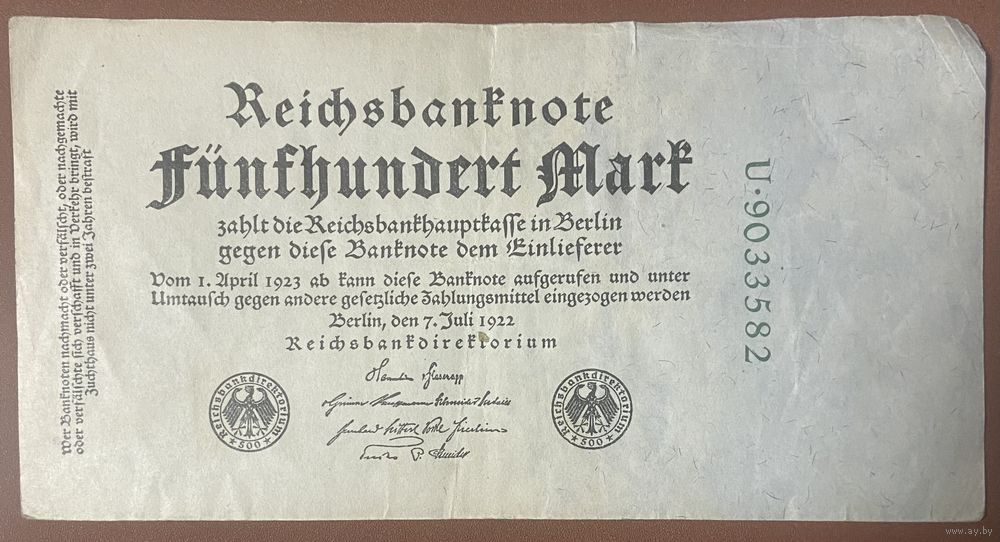 Reichsbanknote
Fünfhundert Mark
zahlt die Reichsbankhauptkasse in Berlin
gegen diese Banknote dem Einlieferer
Vom 1. April 1923 ab kann diese Banknote aufgerufen und unter
Umtausch gegen andere gesetzliche Zahlungsmittel eingezogen werden
Berlin, den 7. Juli 1922
Reichsbankdirektorium
Reichsbankdirektorium
500
Reichsbankdirektorium
500
Wer Banknoten nachmacht oder verfälscht, oder nachgemachte
oder verfälschte sich verschafft und in Verkehr bringt, wird mit
Zuchthaus nicht unter zwei Jahren bestraft
U·9033582
www.ay.by